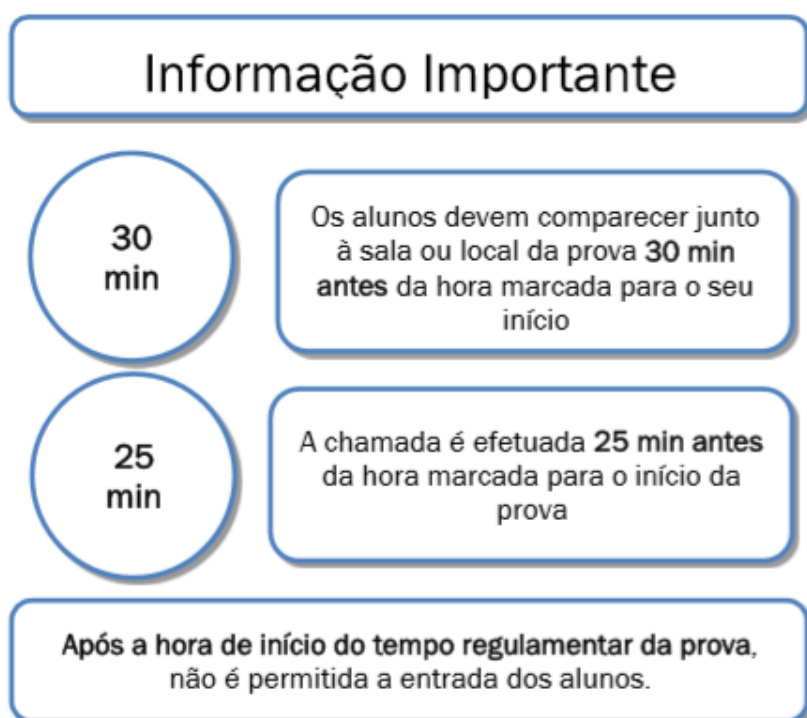 Informação Importante
30
min
Os alunos devem comparecer junto
à sala ou local da prova 30 min
antes da hora marcada para o seu
início
25
min
A chamada é efetuada 25 min antes
da hora marcada para o início da
prova
Após a hora de início do tempo regulamentar da prova,
não é permitida a entrada dos alunos.